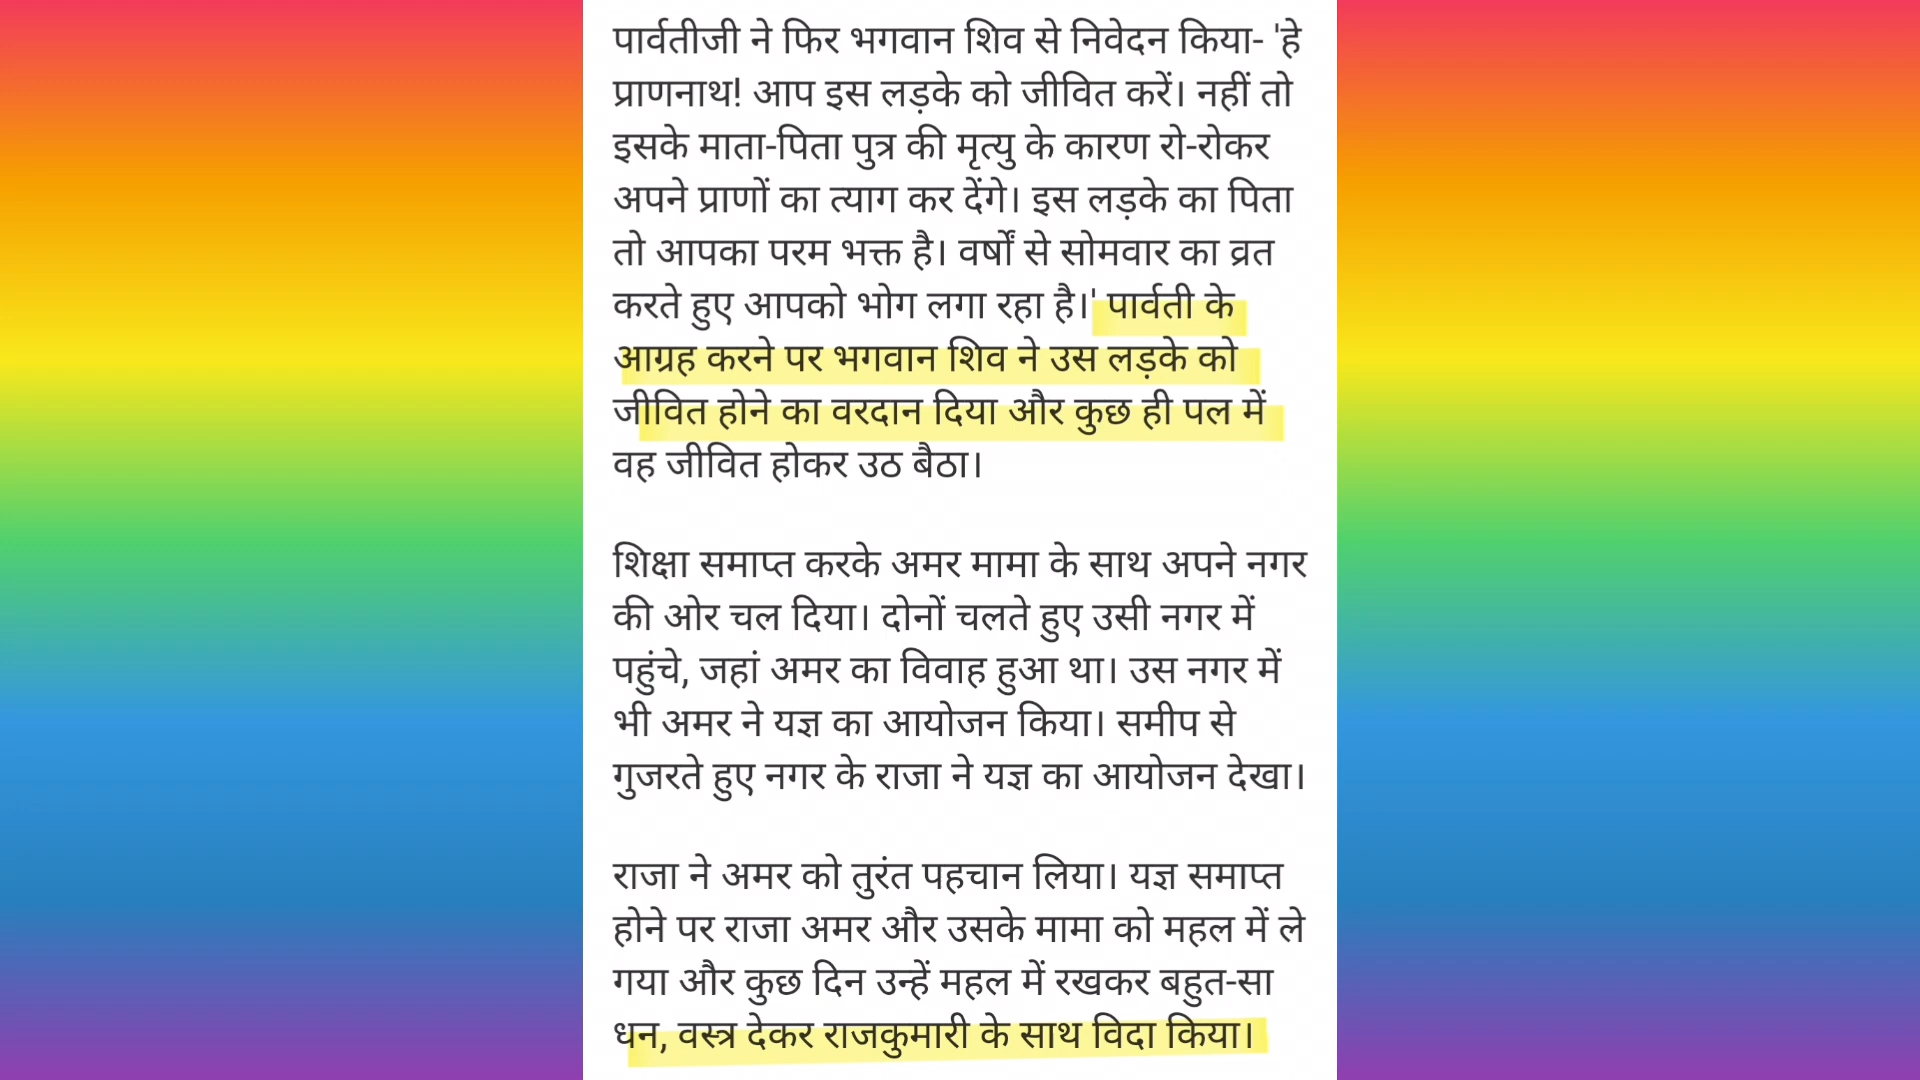 पार्वतीजी ने फिर भगवान शिव से निवेदन किया- 'हे
प्राणनाथ! आप इस लड़के को जीवित करें। नहीं तो
इसके माता-पिता पुत्र की मृत्यु के कारण रो-रोकर
अपने प्राणों का त्याग कर देंगे। इस लड़के का पिता
तो आपका परम भक्त है। वर्षों से सोमवार का व्रत
करते हुए आपको भोग लगा रहा है।' पार्वती के
आग्रह करने पर भगवान शिव ने उस लड़के को
जीवित होने का वरदान दिया और कुछ ही पल में
वह जीवित होकर उठ बैठा।
शिक्षा समाप्त करके अमर मामा के साथ अपने नगर
की ओर चल दिया। दोनों चलते हुए उसी नगर में
पहुंचे, जहां अमर का विवाह हुआ था। उस नगर में
भी अमर ने यज्ञ का आयोजन किया। समीप से
गुजरते हुए नगर के राजा ने यज्ञ का आयोजन देखा।
राजा ने अमर को तुरंत पहचान लिया। यज्ञ समाप्त
होने पर राजा अमर और उसके मामा को महल में ले
गया और कुछ दिन उन्हें महल में रखकर बहुत-सा
धन, वस्त्र देकर राजकुमारी के साथ विदा किया।